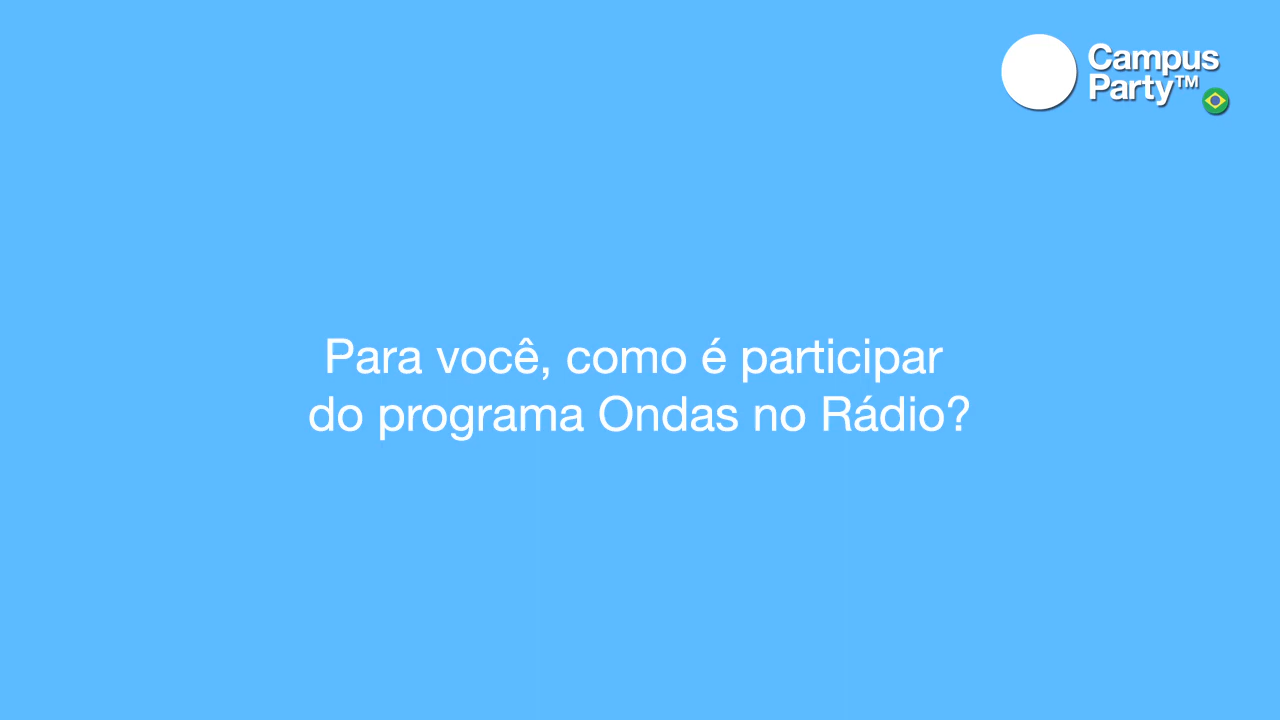 Campus
Party™
Para você, como é participar
do programa Ondas no Rádio?